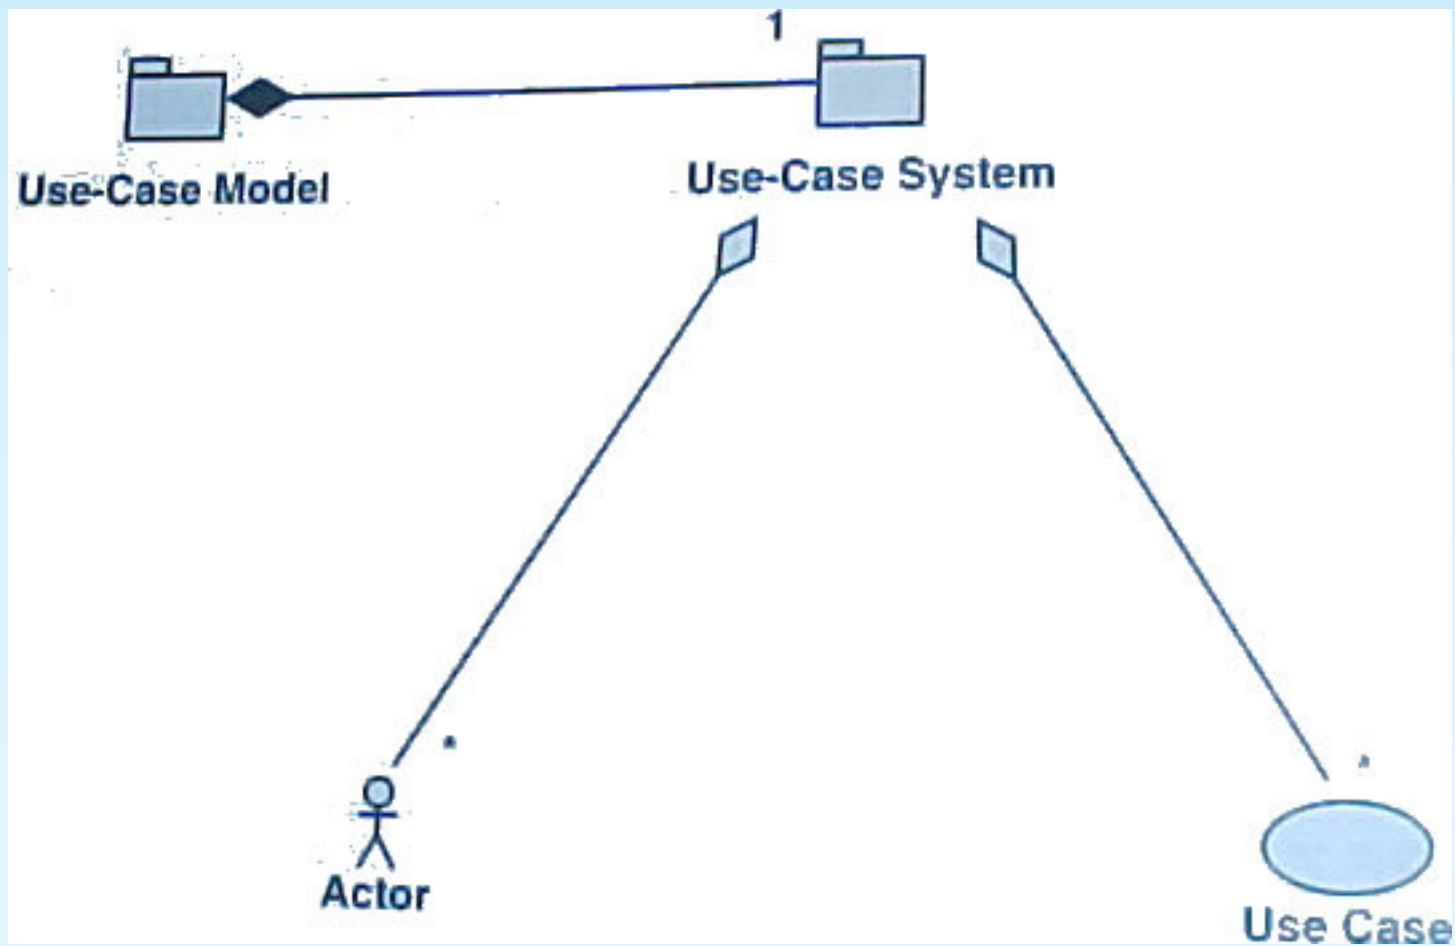 1
Use-Case Model
Use-Case System
*
*
Actor
Use Case